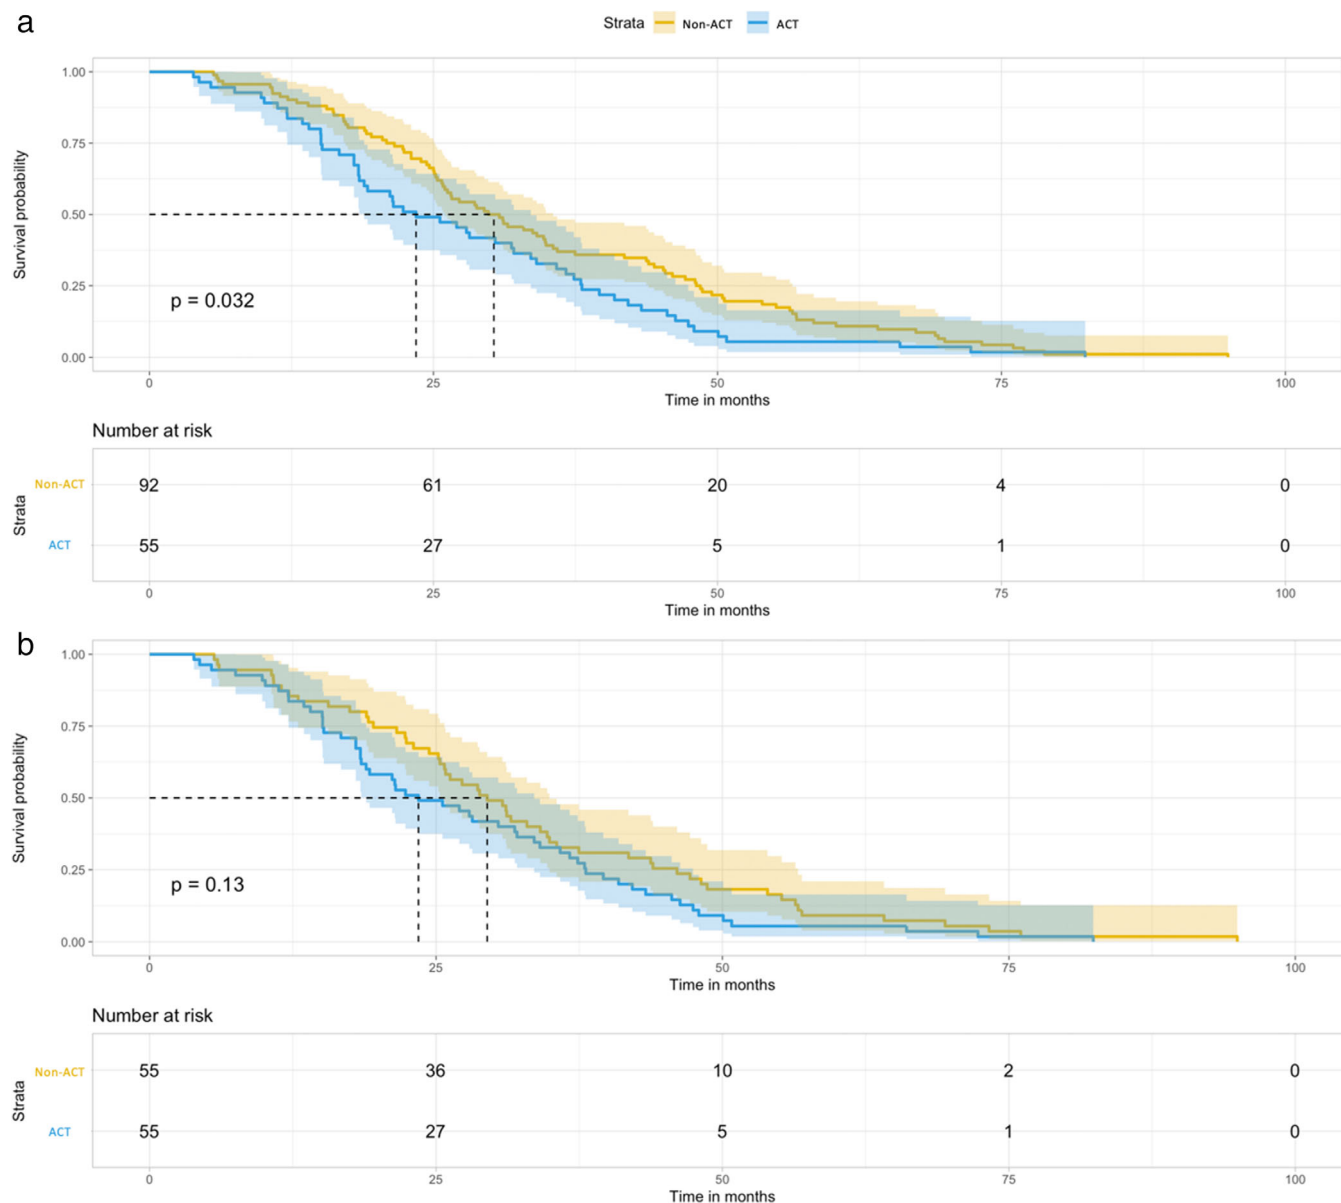 a
Strata Non-ACT ACT
1.00
0.75
0.50
0.25
0.00
Survival probability
p = 0.032
0 25 50 75 100
Time in months
Number at risk
Strata
Non-ACT 92 61 20 4 0
ACT 55 27 5 1 0
0 25 50 75 100
Time in months
b
1.00
0.75
0.50
0.25
0.00
Survival probability
p = 0.13
0 25 50 75 100
Time in months
Number at risk
Strata
Non-ACT 55 36 10 2 0
ACT 55 27 5 1 0
0 25 50 75 100
Time in months